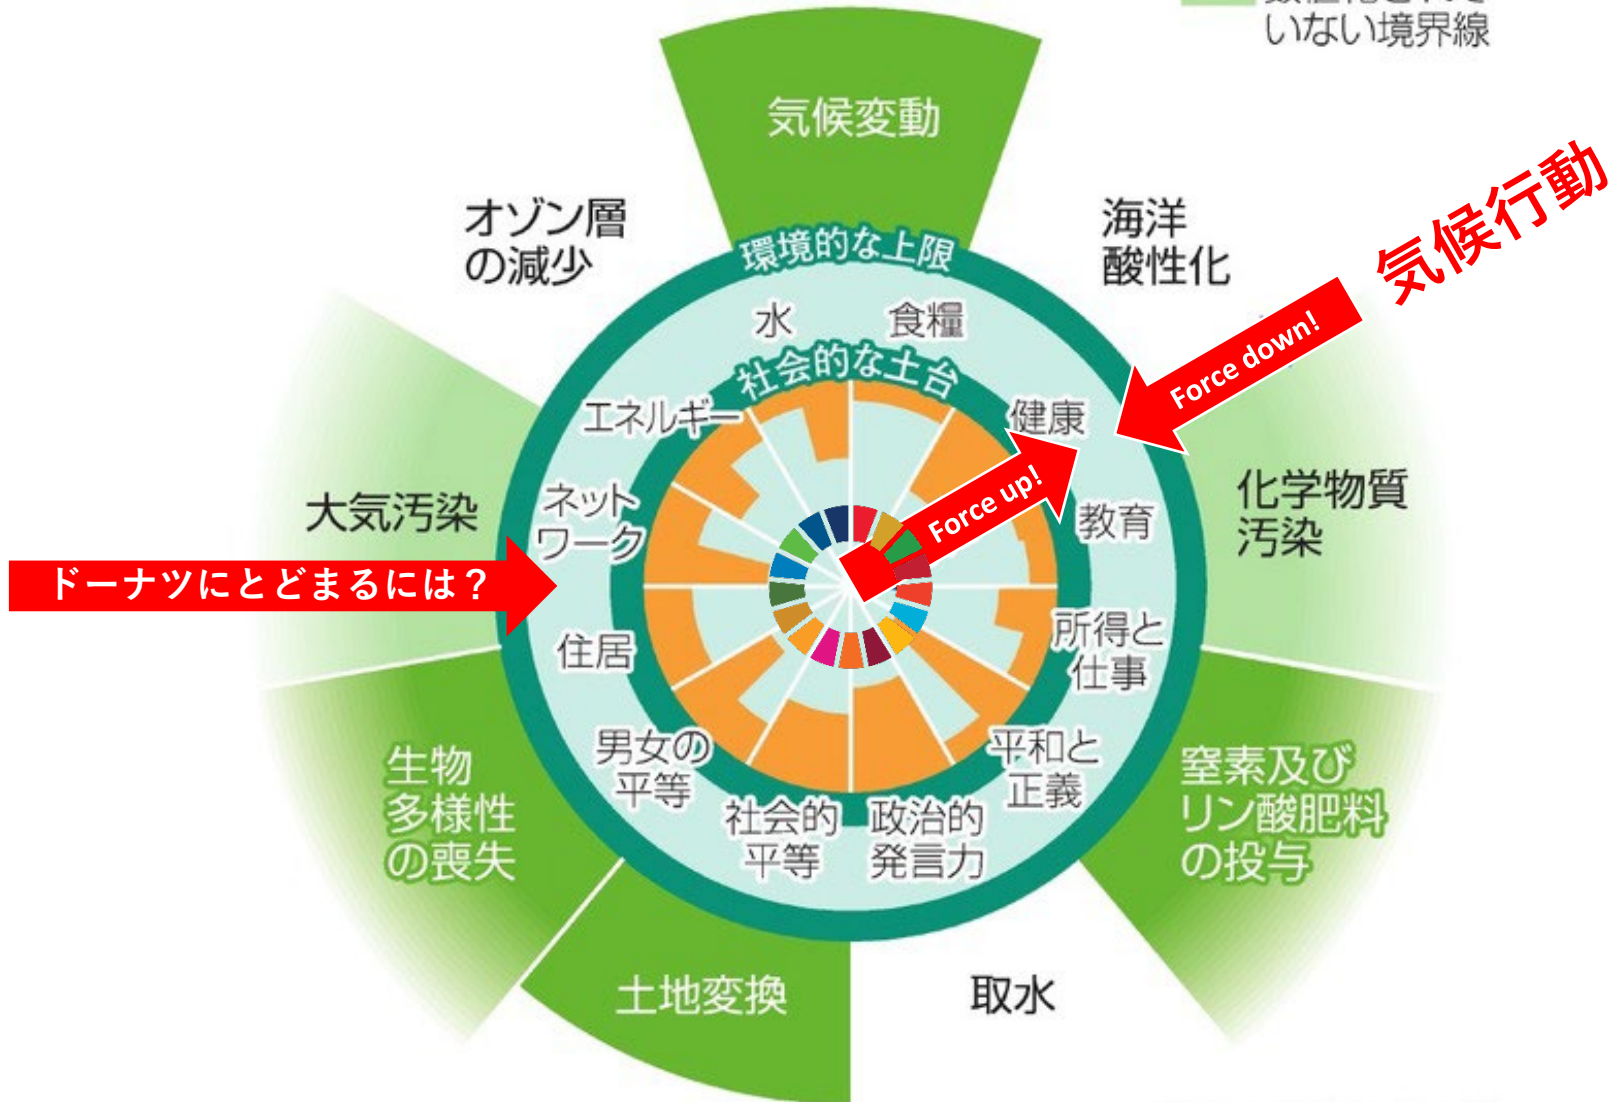 いない境界線
気候変動
オゾン層
の減少
海洋
酸性化
気候行動
環境的な上限
水
食糧
Force down!
社会的な土台
エネルギー
健康
Force up!
大気汚染
ネット
ワーク
教育
化学物質
汚染
ドーナツにとどまるには？
住居
所得と
仕事
男女の
平等
平和と
正義
生物
多様性
の喪失
社会的
平等
政治的
発言力
窒素及び
リン酸肥料
の投与
土地変換
取水